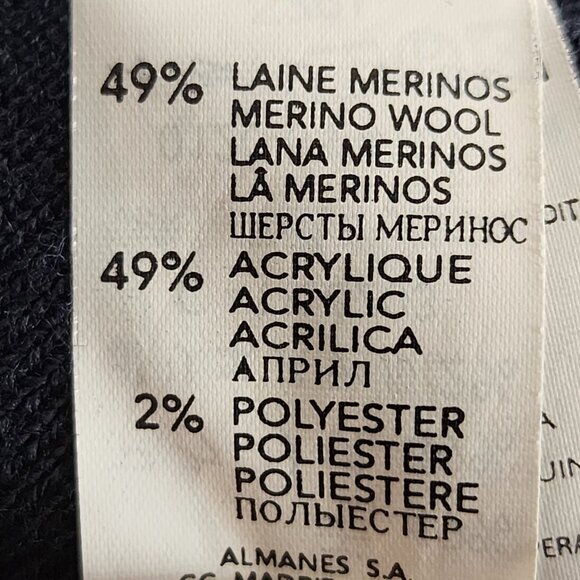 49% LAINE MERINOS
MERINO WOOL
LANA MERINOS
LÂ MERINOS
ШЕРСТЫ МЕРИНОС
49% ACRYLIQUE
ACRYLIC
ACRILICA
АПРИЛ
2% POLYESTER
POLIESTER
POLIESTERE
ПОЛЫЕСТЕР
ALMANES S.A.